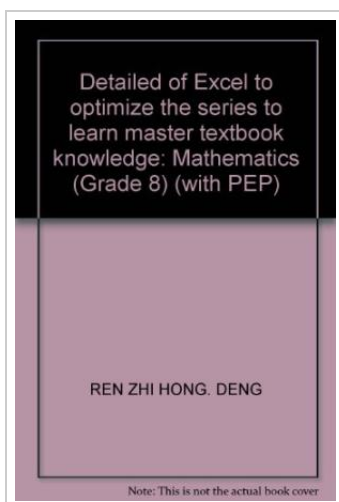 Detailed of Excel to
optimize the series to
learn master textbook
knowledge: Mathematics
(Grade 8) (with PEP)
REN ZHI HONG. DENG
Note: This is not the actual book cover